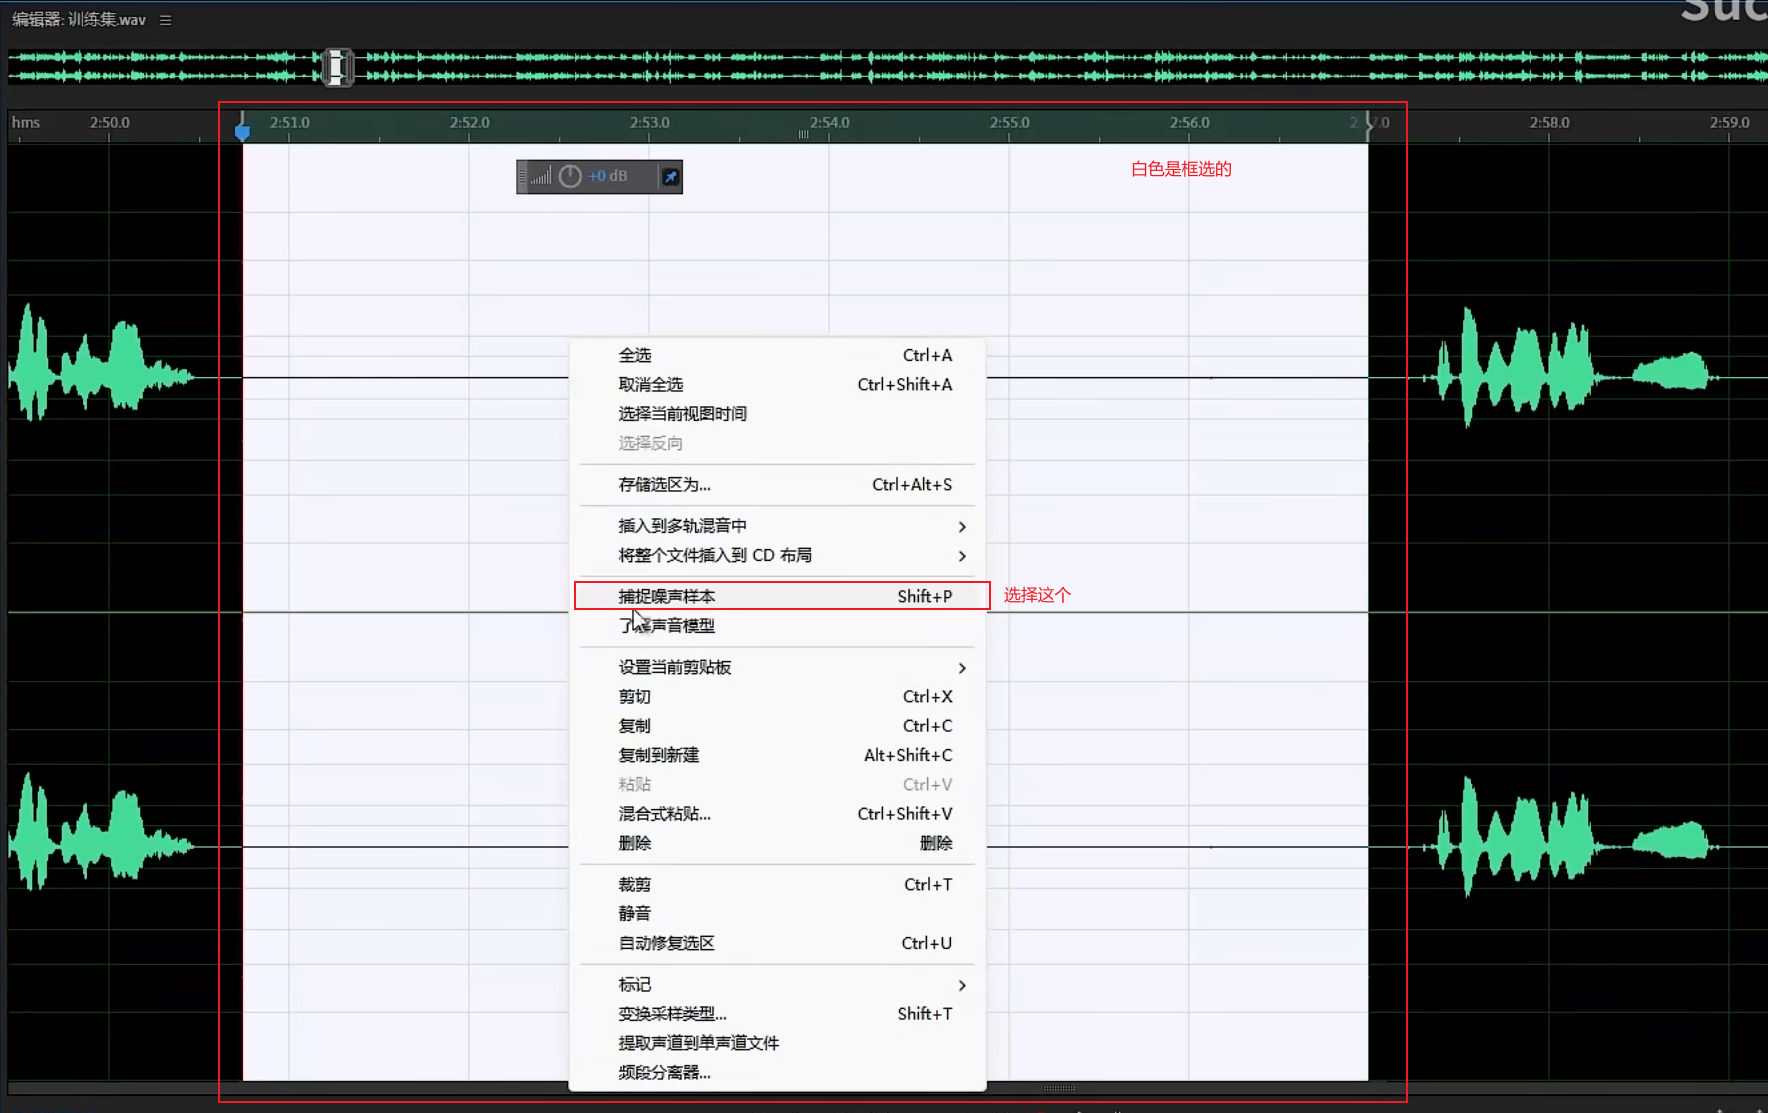 编辑器: 训练集.wav
hms 2:50.0 2:51.0 2:52.0 2:53.0 2:54.0 2:55.0 2:56.0 2:58.0 2:59.0
+0 dB
白色是框选的
全选 Ctrl+A
取消全选 Ctrl+Shift+A
选择当前视图时间
选择反向
存储选区为... Ctrl+Alt+S
插入到多轨混音中
将整个文件插入到 CD 布局
捕捉噪声样本 Shift+P
选择这个
了解声音模型
设置当前剪贴板
剪切 Ctrl+X
复制 Ctrl+C
复制到新建 Alt+Shift+C
粘贴 Ctrl+V
混合式粘贴... Ctrl+Shift+V
删除 删除
裁剪 Ctrl+T
静音
自动修复选区 Ctrl+U
标记
变换采样类型... Shift+T
提取声道到单声道文件
频段分离器...